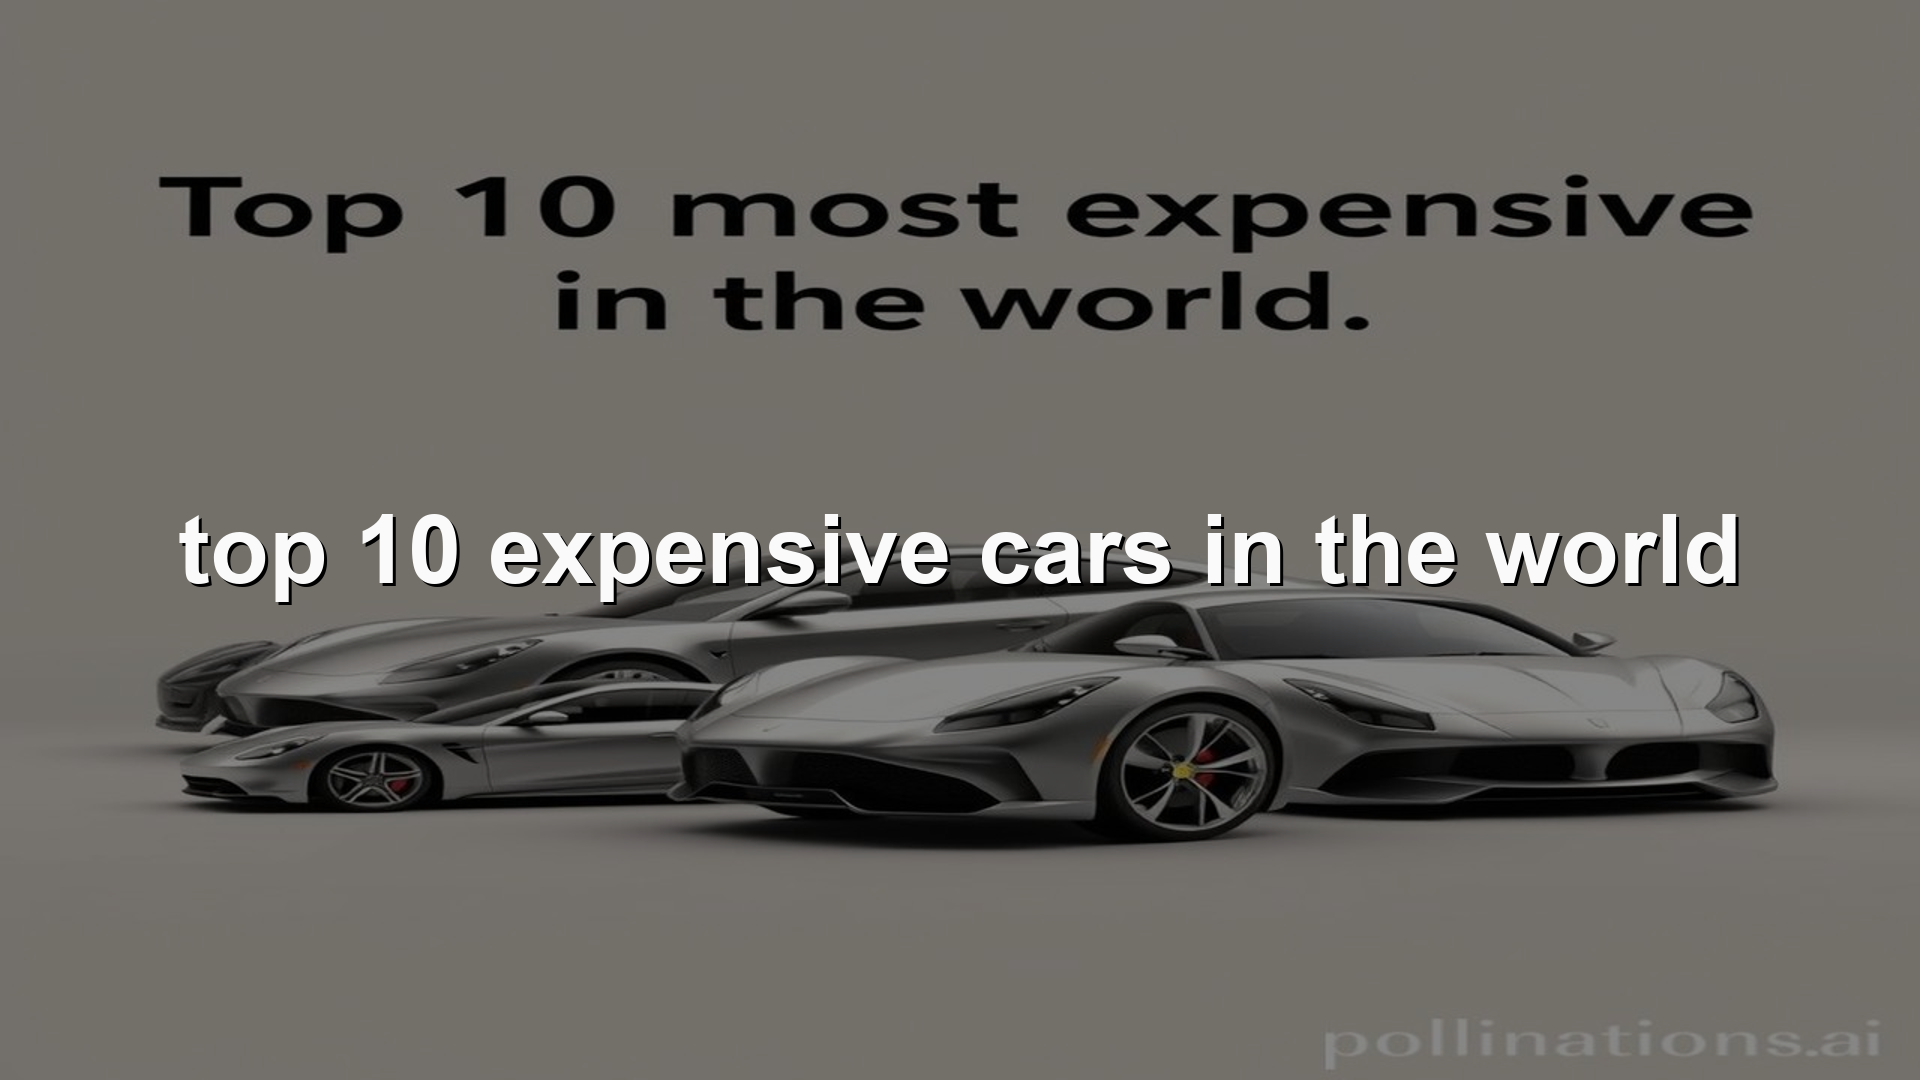 Top 10 most expensive
in the world.
top 10 expensive cars in the world
pollinations.ai